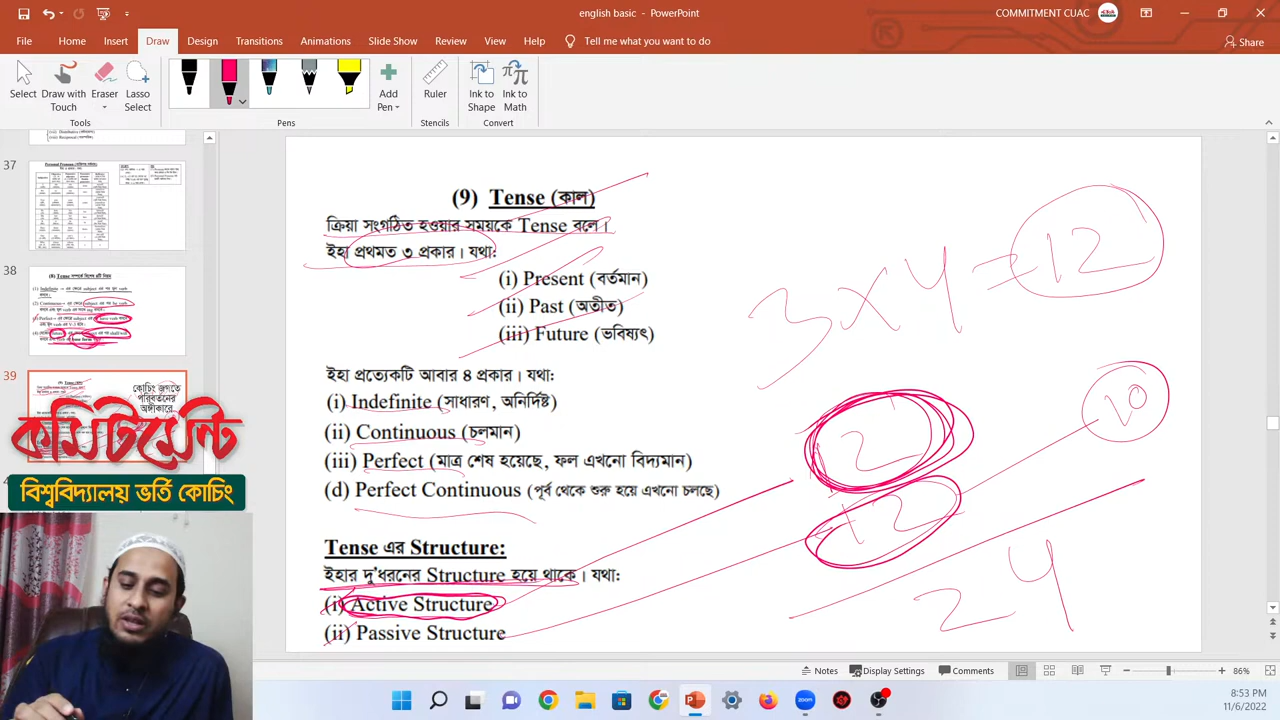 english basic - PowerPoint
COMMITMENT CUAC
File Home Insert Draw Design Transitions Animations Slide Show Review View Help Tell me what you want to do
Share
Select Draw with Touch Eraser Lasso Select
Add Pen Ruler Ink to Shape Ink to Math
Tools Pens Stencils Convert
37
38
39
(9) Tense (কাল)
ক্রিয়া সংগঠিত হওয়ার সময়কে Tense বলে।
ইহা প্রথমত ৩ প্রকার। যথা:
(i) Present (বর্তমান)
(ii) Past (অতীত)
(iii) Future (ভবিষ্যৎ)
3 x 4 = 12
ইহা প্রত্যেকটি আবার ৪ প্রকার। যথা:
(i) Indefinite (সাধারণ, অনির্দিষ্ট)
(ii) Continuous (চলমান)
(iii) Perfect (মাত্র শেষ হয়েছে, ফল এখনো বিদ্যমান)
(d) Perfect Continuous (পূর্ব থেকে শুরু হয়ে এখনো চলছে)
12
12
20
24
Tense এর Structure:
ইহার দু'ধরনের Structure হয়ে থাকে। যথা:
(i) Active Structure
(ii) Passive Structure
কোচিং জগতে
পরিবর্তনের
অঙ্গীকারে
কমিটমেন্ট
বিশ্ববিদ্যালয় ভর্তি কোচিং
Notes Display Settings Comments 86%
8:53 PM
11/6/2022